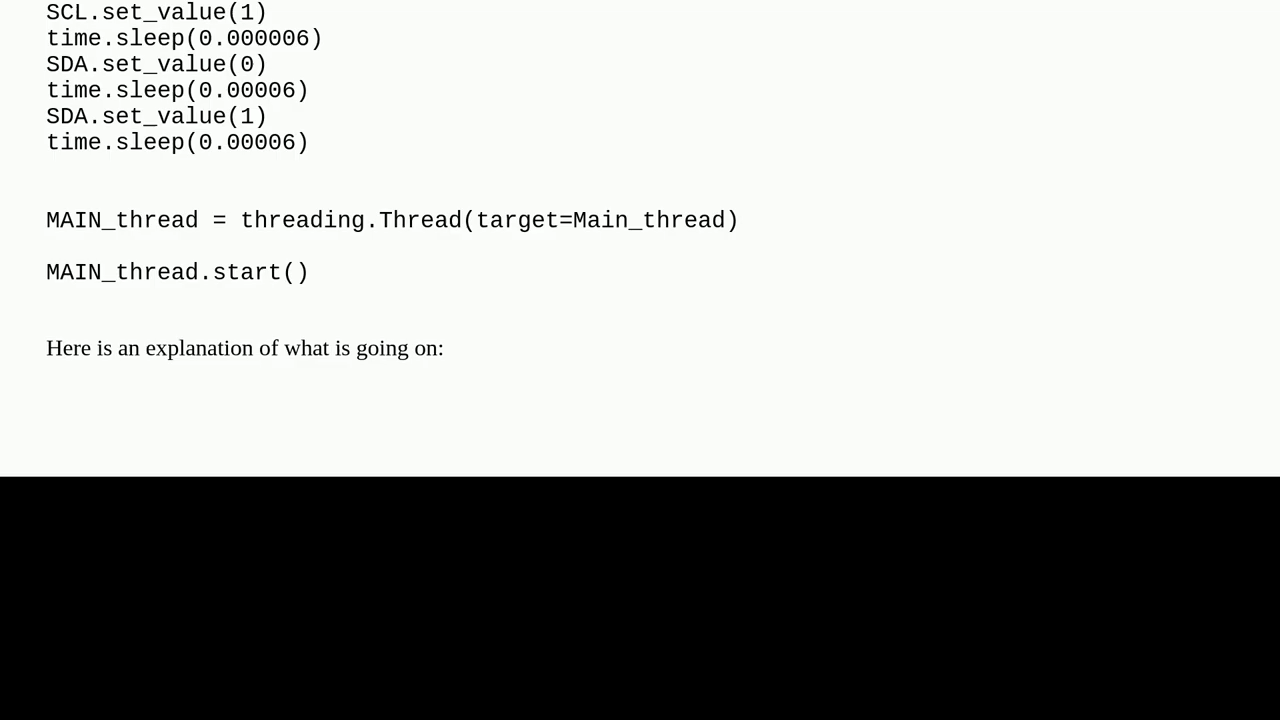 SCL.set_value(1)
time.sleep(0.000006)
SDA.set_value(0)
time.sleep(0.00006)
SDA.set_value(1)
time.sleep(0.00006)
MAIN_thread = threading.Thread(target=Main_thread)
MAIN_thread.start()
Here is an explanation of what is going on: